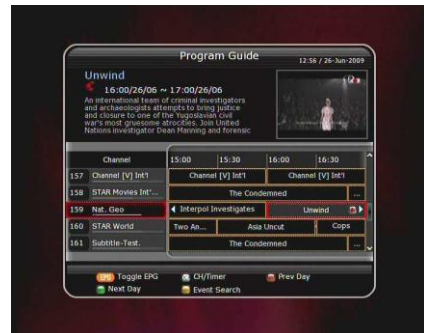 Program Guide
12:56 / 26-Jun-2009
Unwind
16:00/26/06 ~ 17:00/26/06
An international team of criminal investigators
and archaeologists attempts to bring justice
and closure to one of the Yugoslavian civil
war's most gruesome atrocities. Join United
Nations investigator Dean Manning and forensic
Channel 15:00 15:30 16:00 16:30
157 Channel [V] Int'l Channel [V] Int'l Channel [V] Int'l
158 STAR Movies Int'... The Condemned ...
159 Nat. Geo Interpol Investigates Unwind
160 STAR World Two An... Asia Uncut Cops
161 Subtitle-Test. The Condemned ...
EPG Toggle EPG CH/Timer Prev Day
Next Day Event Search